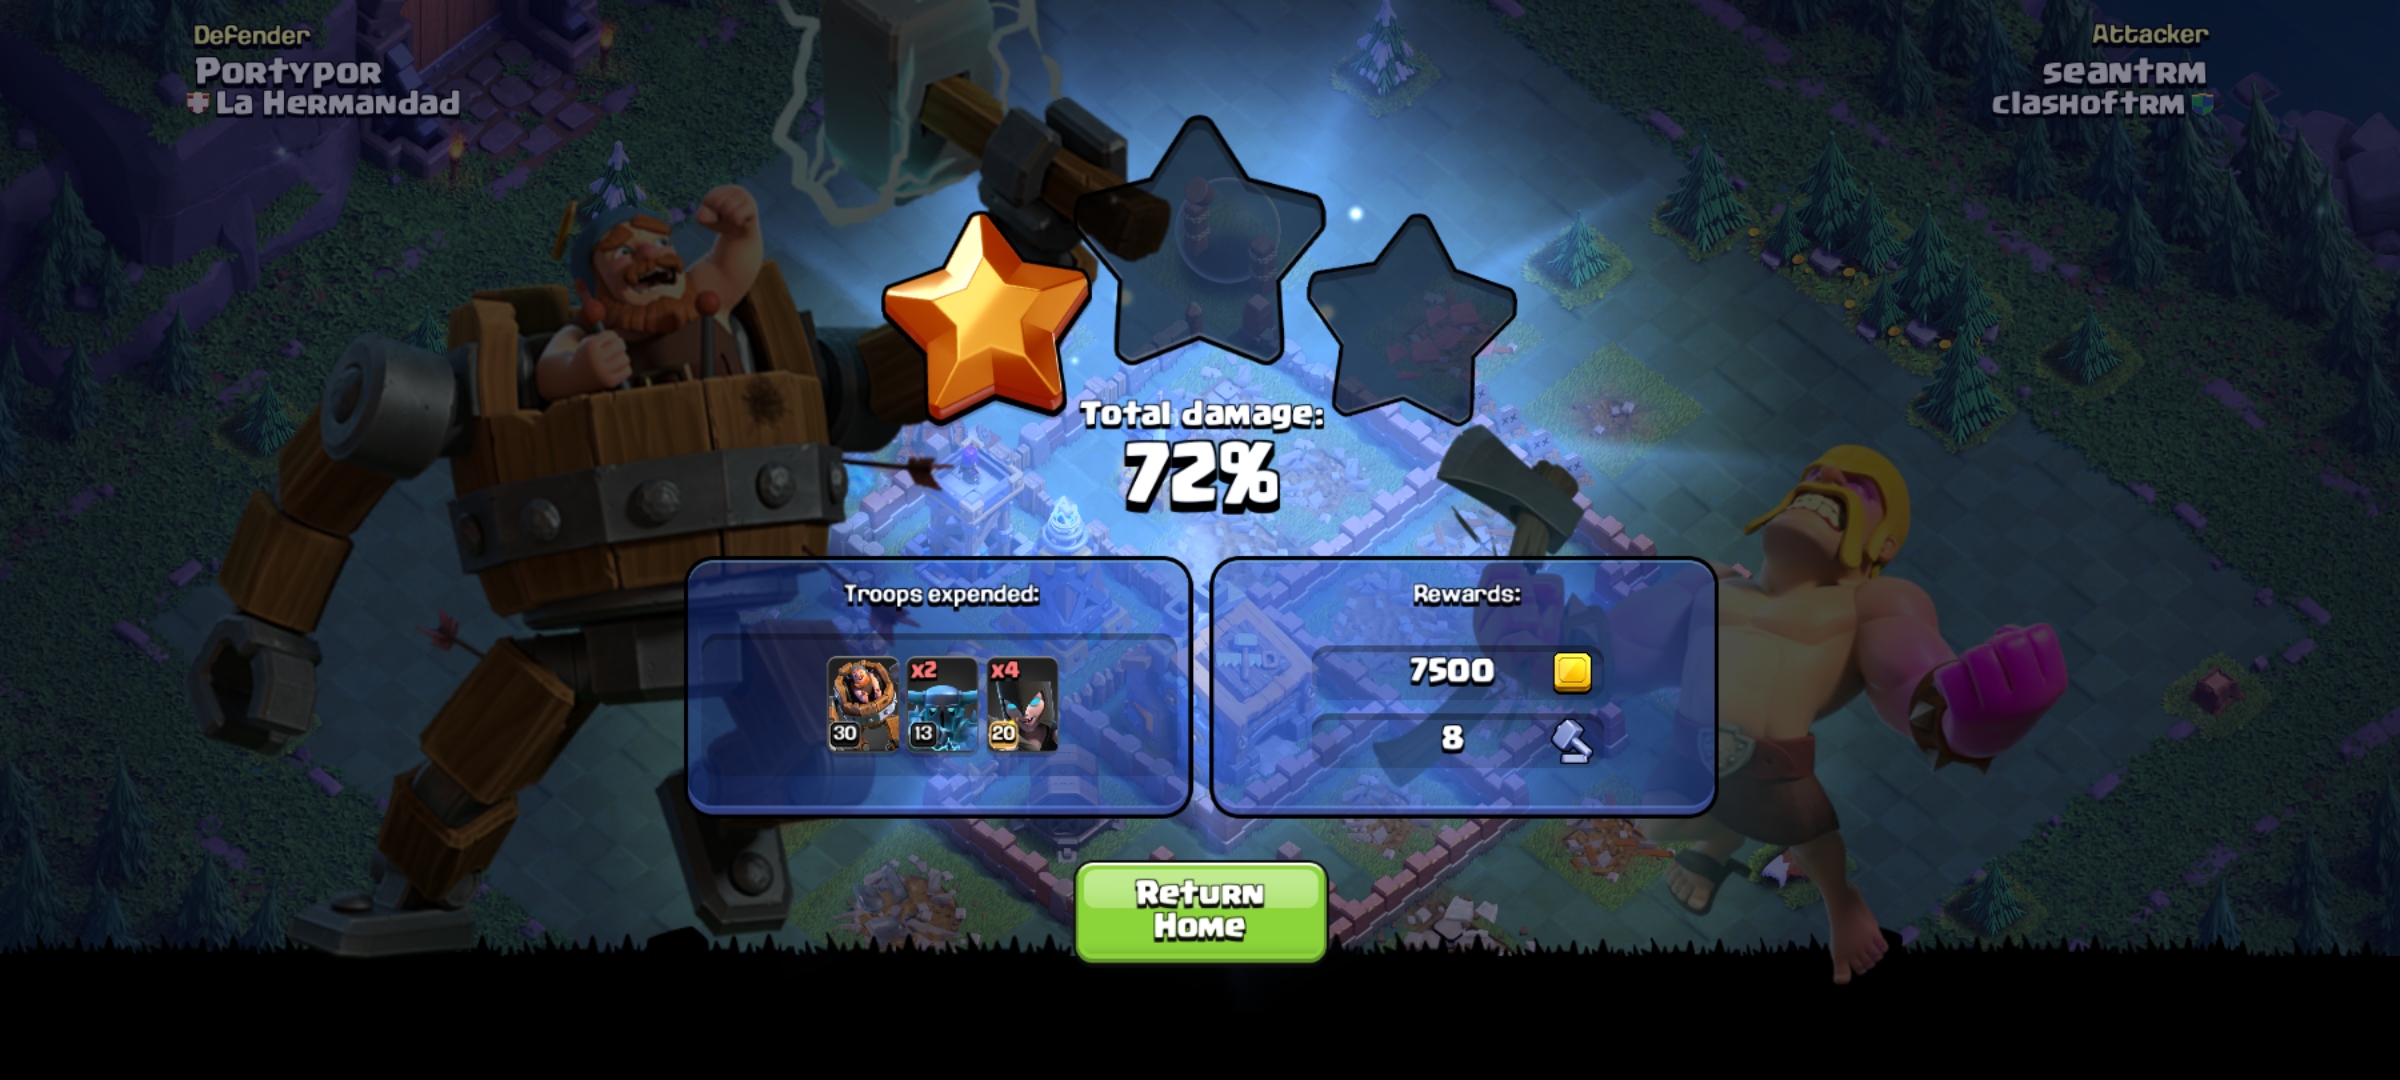 Defender
Portypor
La Hermandad
Attacker
seantrm
clashoftrm
Total damage:
72%
Troops expended:
30
x2
13
x4
20
Rewards:
7500
8
Return
Home